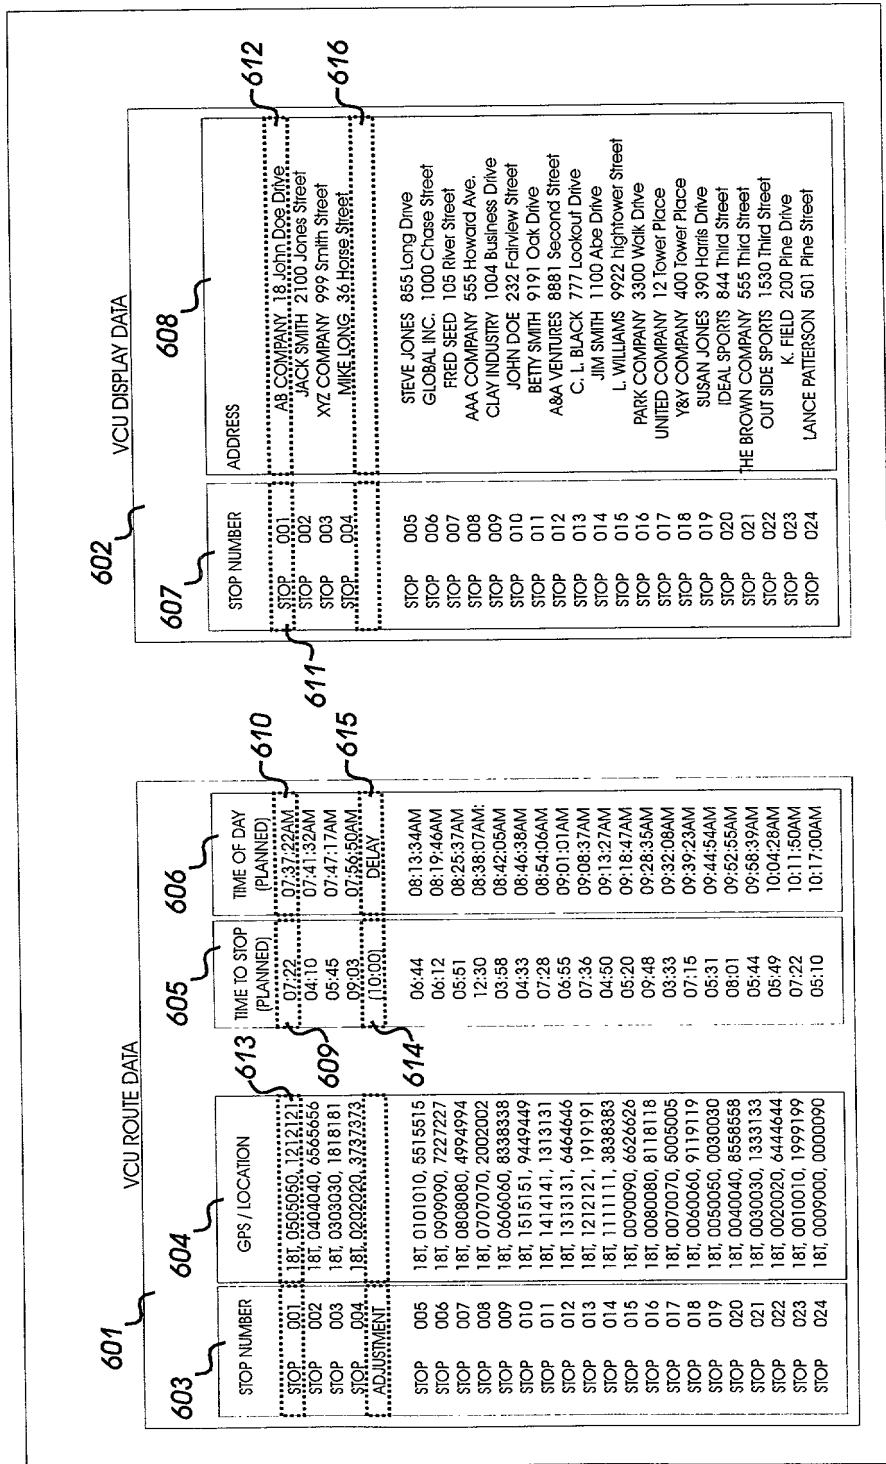 601
VCU ROUTE DATA
603 604 605 606
STOP NUMBER GPS / LOCATION TIME TO STOP (PLANNED) TIME OF DAY (PLANNED)
STOP 001 18T, 0505050, 1212121 07:22 07:37:22AM
STOP 002 18T, 0404040, 6565656 04:10 07:41:32AM
STOP 003 18T, 0303030, 1818181 05:45 07:47:17AM
STOP 004 18T, 0202020, 3737373 09:03 07:56:50AM
ADJUSTMENT (10:00) DELAY
STOP 005 18T, 0101010, 5515515 06:44 08:13:34AM
STOP 006 18T, 0909090, 7227227 06:12 08:19:46AM
STOP 007 18T, 0808080, 4994994 05:51 08:25:37AM
STOP 008 18T, 0707070, 2002002 12:30 08:38:07AM:
STOP 009 18T, 0606060, 8338338 03:58 08:42:05AM
STOP 010 18T, 1515151, 9449449 04:33 08:46:38AM
STOP 011 18T, 1414141, 1313131 07:28 08:54:06AM
STOP 012 18T, 1313131, 6464646 06:55 09:01:01AM
STOP 013 18T, 1212121, 1919191 07:36 09:08:37AM
STOP 014 18T, 1111111, 3838383 04:50 09:13:27AM
STOP 015 18T, 0090090, 6626626 05:20 09:18:47AM
STOP 016 18T, 0080080, 8118118 09:48 09:28:35AM
STOP 017 18T, 0070070, 5005005 03:33 09:32:08AM
STOP 018 18T, 0060060, 9119119 07:15 09:39:23AM
STOP 019 18T, 0050050, 0030030 05:31 09:44:54AM
STOP 020 18T, 0040040, 8558558 08:01 09:52:55AM
STOP 021 18T, 0030030, 1333133 05:44 09:58:39AM
STOP 022 18T, 0020020, 6444644 05:49 10:04:28AM
STOP 023 18T, 0010010, 1999199 07:22 10:11:50AM
STOP 024 18T, 0009000, 0000090 05:10 10:17:00AM
613
609
610
614
615
602
VCU DISPLAY DATA
607 608
STOP NUMBER ADDRESS
STOP 001 AB COMPANY 18 John Doe Drive
STOP 002 JACK SMITH 2100 Jones Street
STOP 003 XYZ COMPANY 999 Smith Street
STOP 004 MIKE LONG 36 Horse Street
STOP 005 STEVE JONES 855 Long Drive
STOP 006 GLOBAL INC. 1000 Chase Street
STOP 007 FRED SEED 105 River Street
STOP 008 AAA COMPANY 555 Howard Ave.
STOP 009 CLAY INDUSTRY 1004 Business Drive
STOP 010 JOHN DOE 232 Fairview Street
STOP 011 BETTY SMITH 9191 Oak Drive
STOP 012 A&A VENTURES 8881 Second Street
STOP 013 C. L. BLACK 777 Lookout Drive
STOP 014 JIM SMITH 1100 Abe Drive
STOP 015 L. WILLIAMS 9922 hightower Street
STOP 016 PARK COMPANY 3300 Walk Drive
STOP 017 UNITED COMPANY 12 Tower Place
STOP 018 Y&Y COMPANY 400 Tower Place
STOP 019 SUSAN JONES 390 Harris Drive
STOP 020 IDEAL SPORTS 844 Third Street
STOP 021 THE BROWN COMPANY 555 Third Street
STOP 022 OUT SIDE SPORTS 1530 Third Street
STOP 023 K. FIELD 200 Pine Drive
STOP 024 LANCE PATTERSON 501 Pine Street
611
612
616